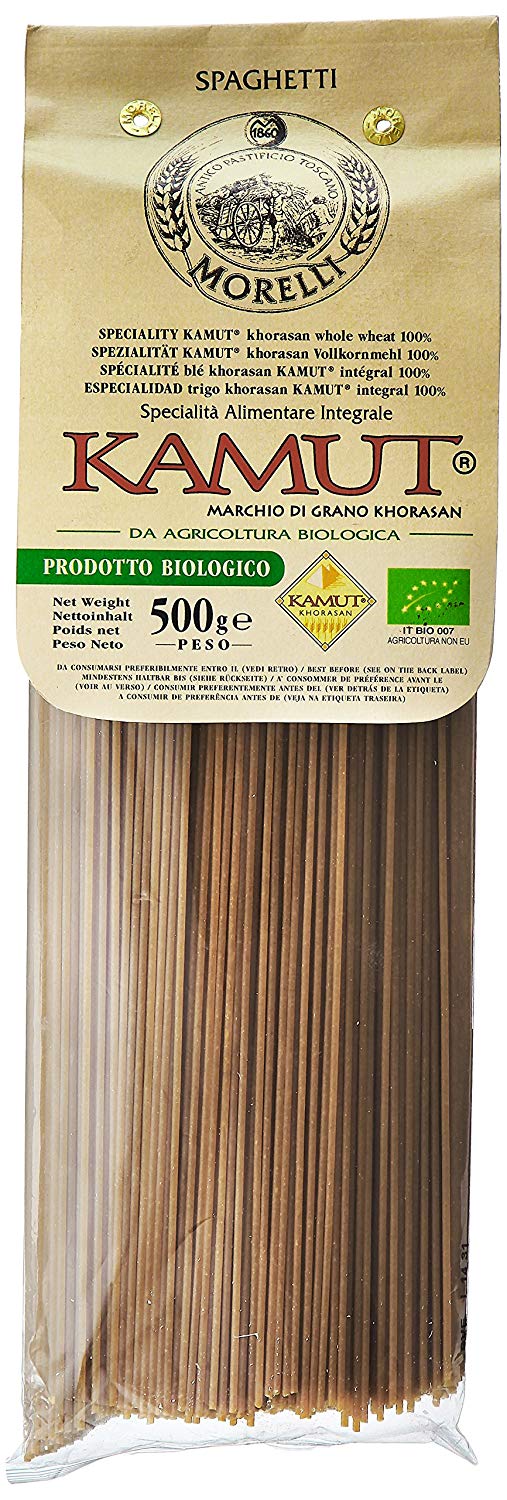 SPAGHETTI
MORELLI
MORELLI
1860
ANTICO PASTIFICIO TOSCANO
MORELLI
SPECIALITY KAMUT® khorasan whole wheat 100%
SPEZIALITÄT KAMUT® khorasan Vollkornmehl 100%
SPÉCIALITÉ blé khorasan KAMUT® intégral 100%
ESPECIALIDAD trigo khorasan KAMUT® integral 100%
Specialità Alimentare Integrale
KAMUT®
MARCHIO DI GRANO KHORASAN
DA AGRICOLTURA BIOLOGICA
PRODOTTO BIOLOGICO
Net Weight
Nettoinhalt
Poids net
Peso Neto
500g e
PESO
KAMUT®
KHORASAN
IT BIO 007
AGRICOLTURA NON EU
DA CONSUMARSI PREFERIBILMENTE ENTRO IL (VEDI RETRO) / BEST BEFORE (SEE ON THE BACK LABEL)
MINDESTENS HALTBAR BIS (SIEHE RÜCKSEITE) / A' CONSOMMER DE PRÉFÉRENCE AVANT LE
(VOIR AU VERSO) / CONSUMIR PREFERENTEMENTE ANTES DEL (VER DETRÁS DE LA ETIQUETA)
A CONSUMIR DE PREFERÊNCIA ANTES DE (VEJA NA ETIQUETA TRASEIRA)